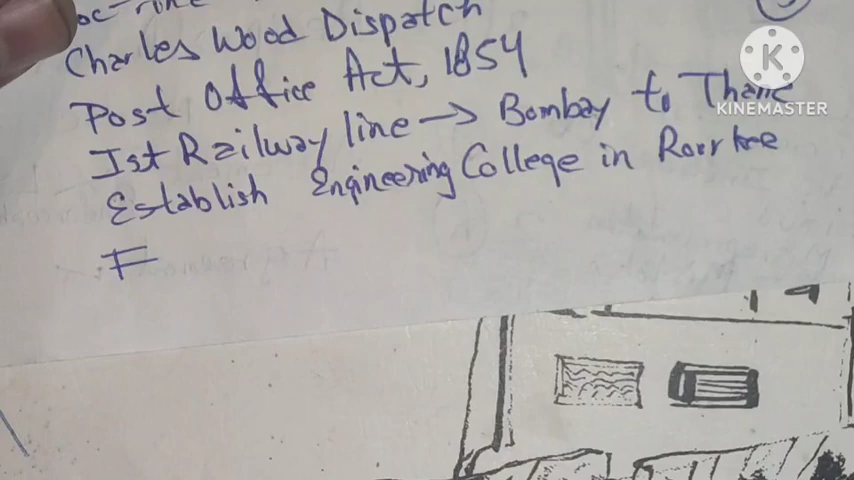 Charles Wood Dispatch
Post Office Act, 1854
Ist Railway line → Bombay to Thane
Establish Engineering College in Roorkee
KINEMASTER